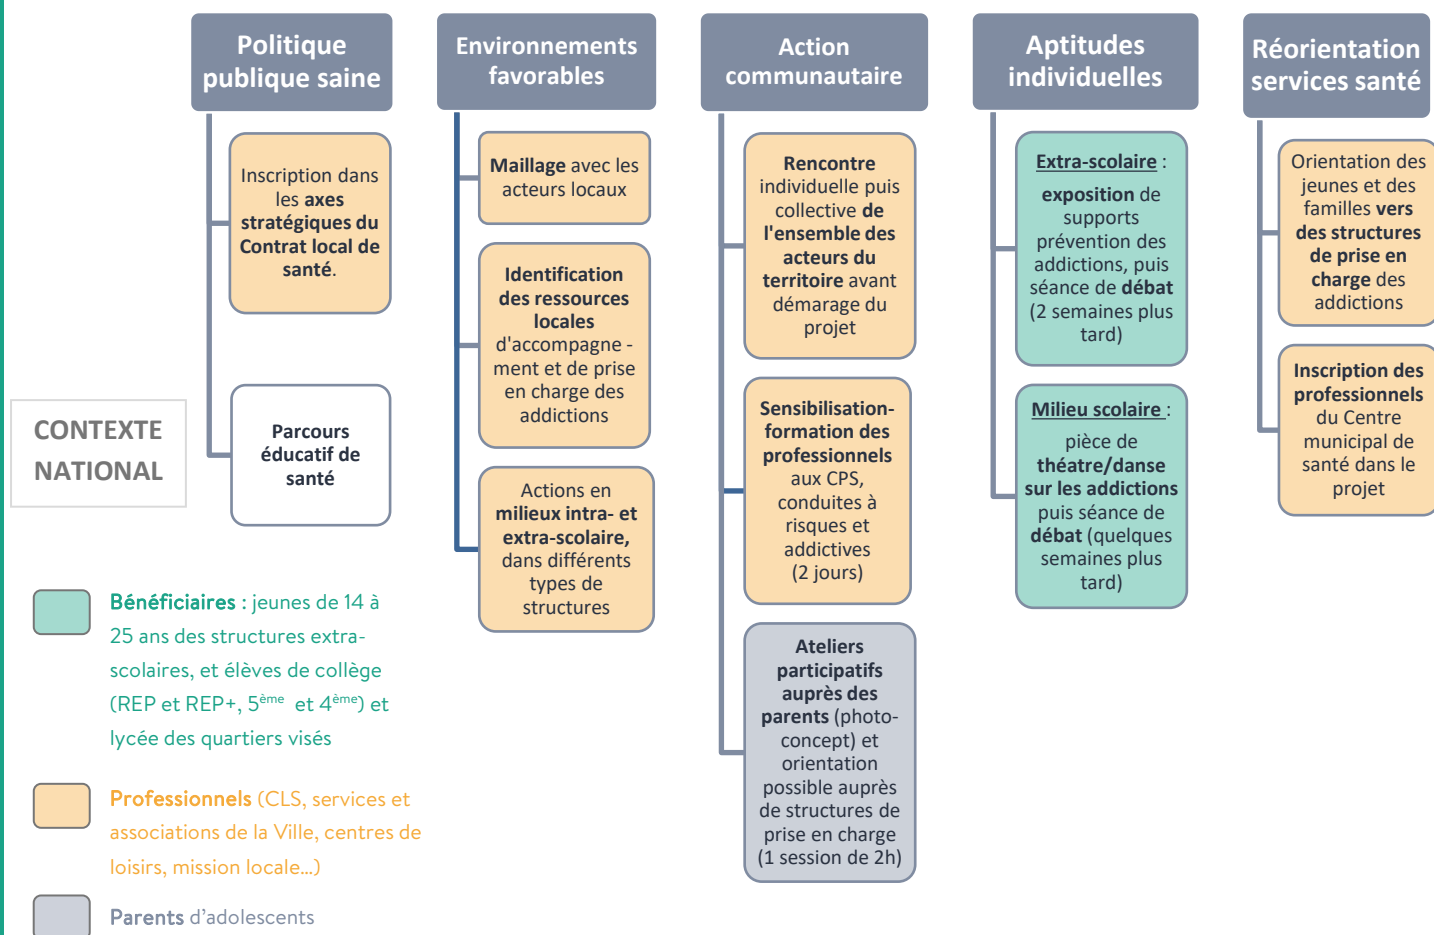 Politique
publique saine
Inscription dans
les axes
stratégiques du
Contrat local de
santé.
Parcours
éducatif de
santé
CONTEXTE
NATIONAL
Environnements
favorables
Maillage avec les
acteurs locaux
Identification
des ressources
locales
d'accompagne -
ment et de prise
en charge des
addictions
Actions en
milieux intra- et
extra-scolaire,
dans différents
types de
structures
Action
communautaire
Rencontre
individuelle puis
collective de
l'ensemble des
acteurs du
territoire avant
démarage du
projet
Sensibilisation-
formation des
professionnels
aux CPS,
conduites à
risques et
addictives
(2 jours)
Ateliers
participatifs
auprès des
parents (photo-
concept) et
orientation
possible auprès
de structures de
prise en charge
(1 session de 2h)
Aptitudes
individuelles
Extra-scolaire :
exposition de
supports
prévention des
addictions, puis
séance de débat
(2 semaines plus
tard)
Milieu scolaire :
pièce de
théatre/danse
sur les addictions
puis séance de
débat (quelques
semaines plus
tard)
Réorientation
services santé
Orientation des
jeunes et des
familles vers
des structures
de prise en
charge des
addictions
Inscription des
professionnels
du Centre
municipal de
santé dans le
projet
Bénéficiaires : jeunes de 14 à
25 ans des structures extra-
scolaires, et élèves de collège
(REP et REP+, 5ème et 4ème) et
lycée des quartiers visés
Professionnels (CLS, services et
associations de la Ville, centres de
loisirs, mission locale…)
Parents d’adolescents